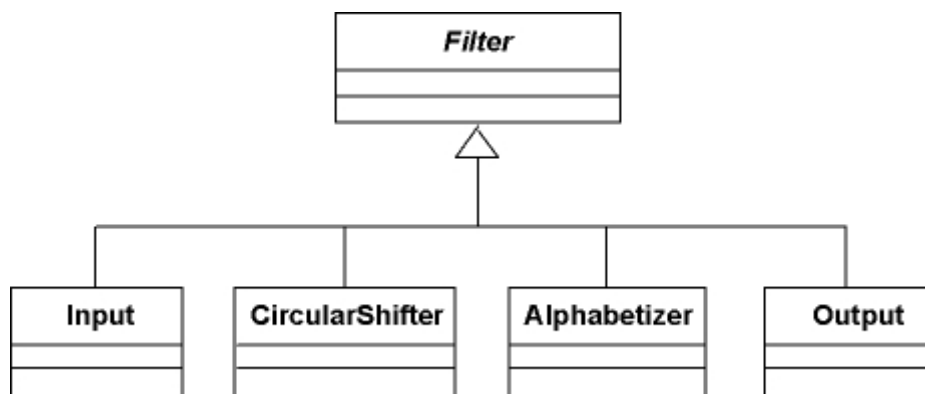 Filter
Input
CircularShifter
Alphabetizer
Output